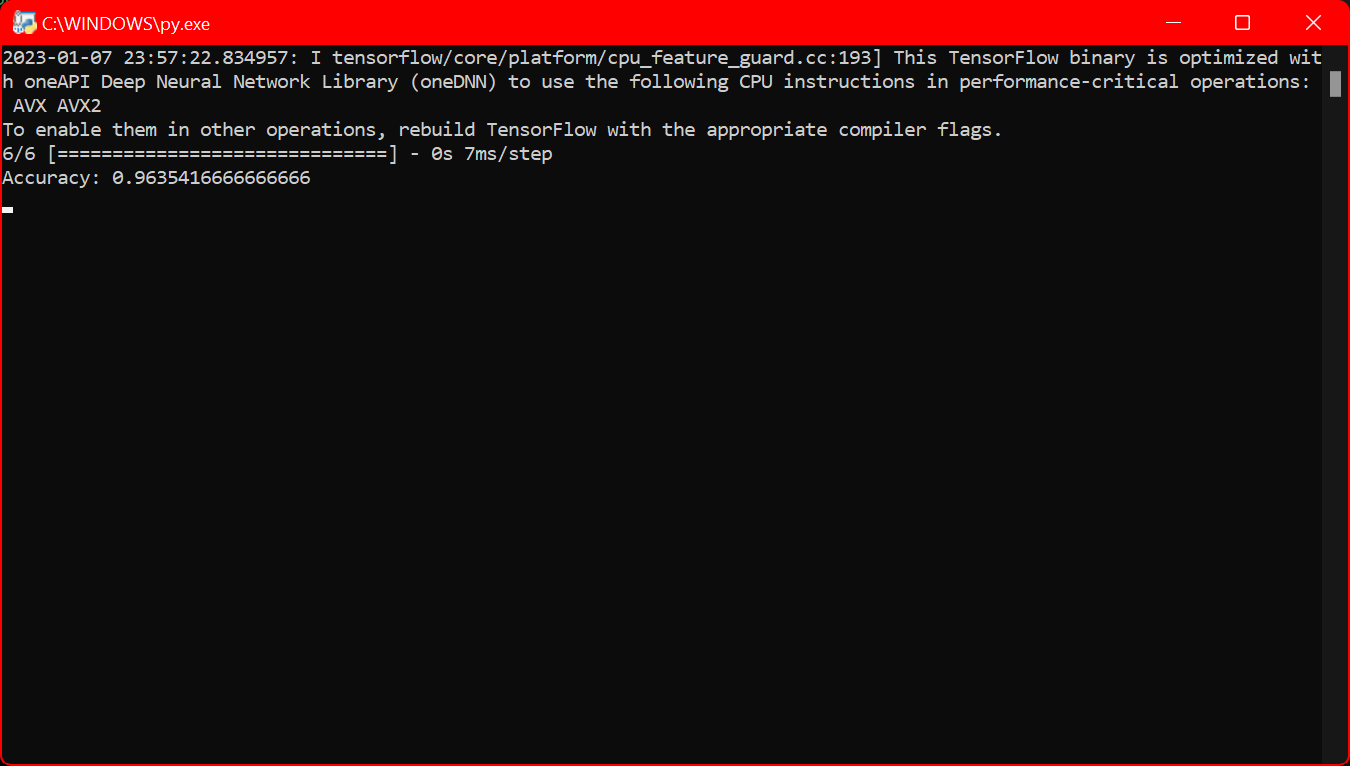 C:\WINDOWS\py.exe
2023-01-07 23:57:22.834957: I tensorflow/core/platform/cpu_feature_guard.cc:193] This TensorFlow binary is optimized wit
h oneAPI Deep Neural Network Library (oneDNN) to use the following CPU instructions in performance-critical operations:
 AVX AVX2
To enable them in other operations, rebuild TensorFlow with the appropriate compiler flags.
6/6 [==============================] - 0s 7ms/step
Accuracy: 0.9635416666666666